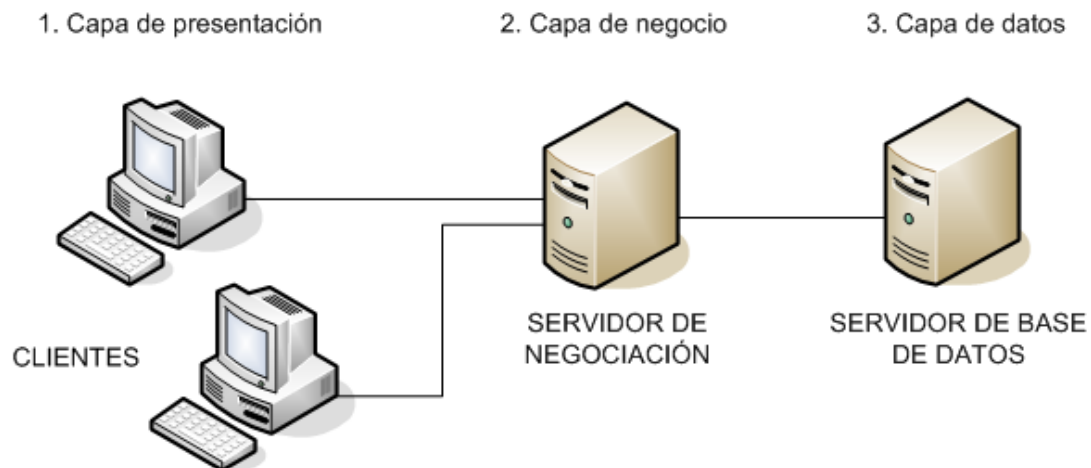 1. Capa de presentación
2. Capa de negocio
3. Capa de datos
CLIENTES
SERVIDOR DE
NEGOCIACIÓN
SERVIDOR DE BASE
DE DATOS